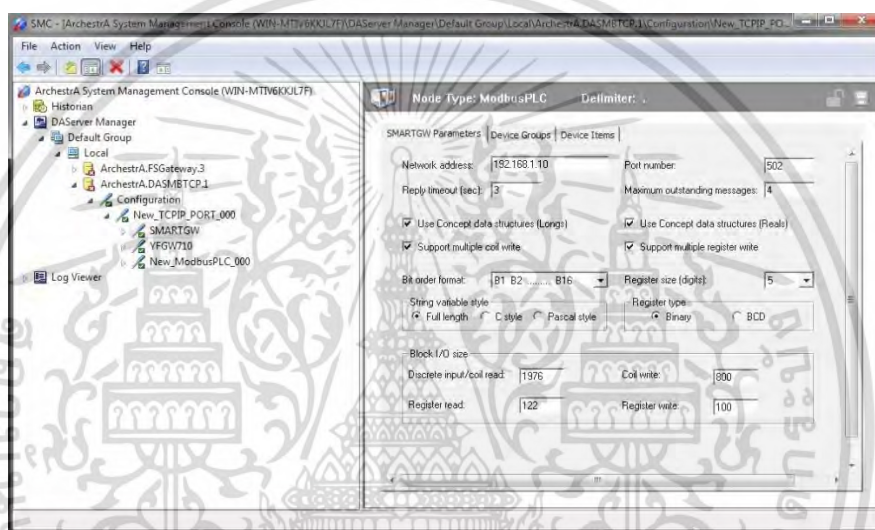 SMC - [ArchestrA System Management Console (WIN-MTIV6KKJL7F)\DAServer Manager\Default Group\Local\ArchestrA.DASMBTCP.1\Configuration\New_TCPIP_PO...
File Action View Help
ArchestrA System Management Console (WIN-MTIV6KKJL7F)
Historian
DAServer Manager
Default Group
Local
ArchestrA.FSGateway.3
ArchestrA.DASMBTCP.1
Configuration
New_TCPIP_PORT_000
SMARTGW
YFGW710
New_ModbusPLC_000
Log Viewer
Node Type: ModbusPLC Delimiter: .
SMARTGW Parameters Device Groups Device Items
Network address: 192.168.1.10 Port number: 502
Reply timeout (sec): 3 Maximum outstanding messages: 4
Use Concept data structures (Longs) Use Concept data structures (Reals)
Support multiple coil write Support multiple register write
Bit order format: B1 B2 ........ B16 Register size (digits): 5
String variable style Register type
Full length C style Pascal style Binary BCD
Block I/O size
Discrete input/coil read: 1976 Coil write: 800
Register read: 122 Register write: 100